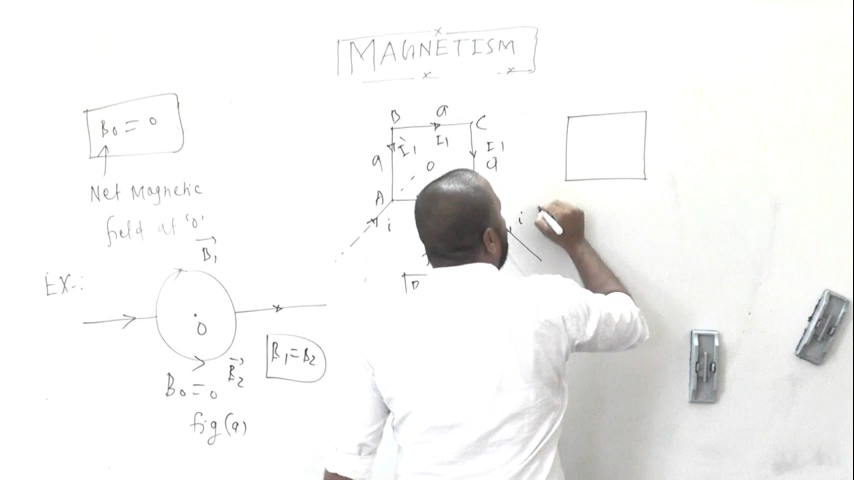 MAGNETISM
B₀ = 0
Net Magnetic
field at 'O'
EX-:
B₁
O
B₂
B₀ = 0
fig(a)
B₁ = B₂
B
a
C
I₁
I₁
I₁
a
a
O
A
i
i